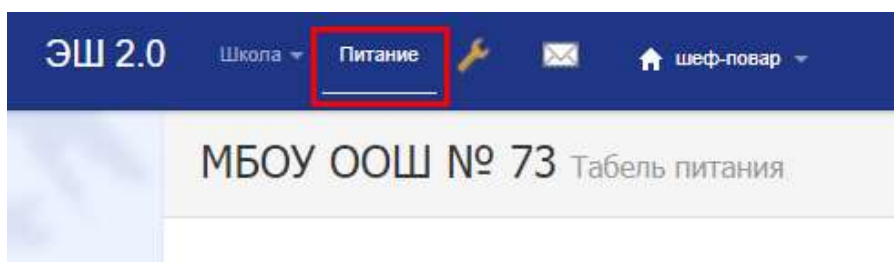 ЭШ 2.0 Школа Питание шеф-повар
МБОУ ООШ № 73 Табель питания